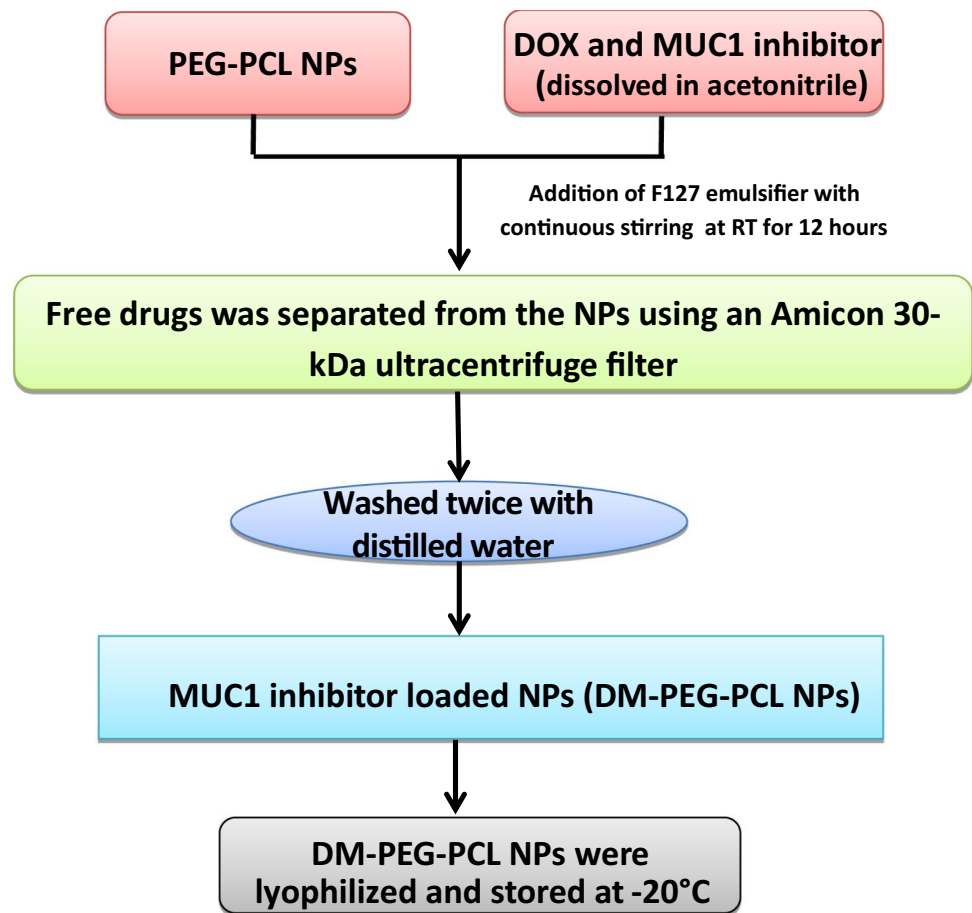 PEG-PCL NPs
DOX and MUC1 inhibitor
(dissolved in acetonitrile)
Addition of F127 emulsifier with
continuous stirring at RT for 12 hours
Free drugs was separated from the NPs using an Amicon 30-
kDa ultracentrifuge filter
Washed twice with
distilled water
MUC1 inhibitor loaded NPs (DM-PEG-PCL NPs)
DM-PEG-PCL NPs were
lyophilized and stored at -20°C